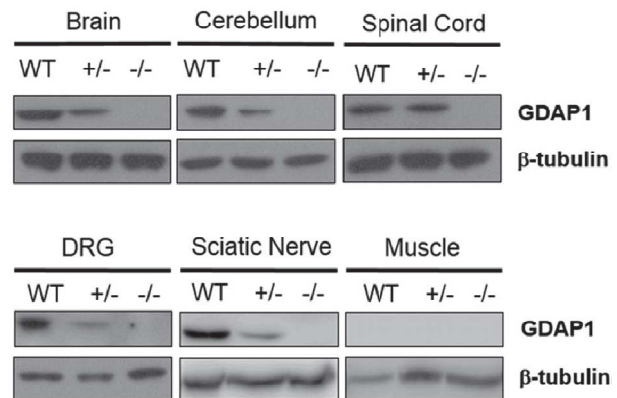 Brain Cerebellum Spinal Cord
WT +/- -/- WT +/- -/- WT +/- -/-
GDAP1
β-tubulin
DRG Sciatic Nerve Muscle
WT +/- -/- WT +/- -/- WT +/- -/-
GDAP1
β-tubulin